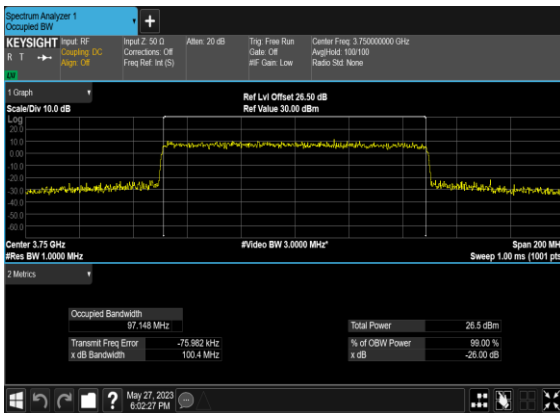 Spectrum Analyzer 1
Occupied BW
+
KEYSIGHT Input: RF Input Z: 50 Ω Atten: 20 dB Trig: Free Run Center Freq: 3.750000000 GHz
R T Coupling: DC Corrections: Off Gate: Off Avg|Hold: 100/100
Align: Off Freq Ref: Int (S) #IF Gain: Low Radio Std: None
LV
1 Graph
Ref Lvl Offset 26.50 dB
Scale/Div 10.0 dB Ref Value 30.00 dBm
Log
20.0
10.0
0.00
-10.0
-20.0
-30.0
-40.0
-50.0
-60.0
Center 3.75 GHz #Video BW 3.0000 MHz* Span 200 MH
#Res BW 1.0000 MHz Sweep 1.00 ms (1001 pts
2 Metrics
Occupied Bandwidth
97.148 MHz Total Power 26.5 dBm
Transmit Freq Error -75.982 kHz % of OBW Power 99.00 %
x dB Bandwidth 100.4 MHz x dB -26.00 dB
? May 27, 2023
6:02:27 PM